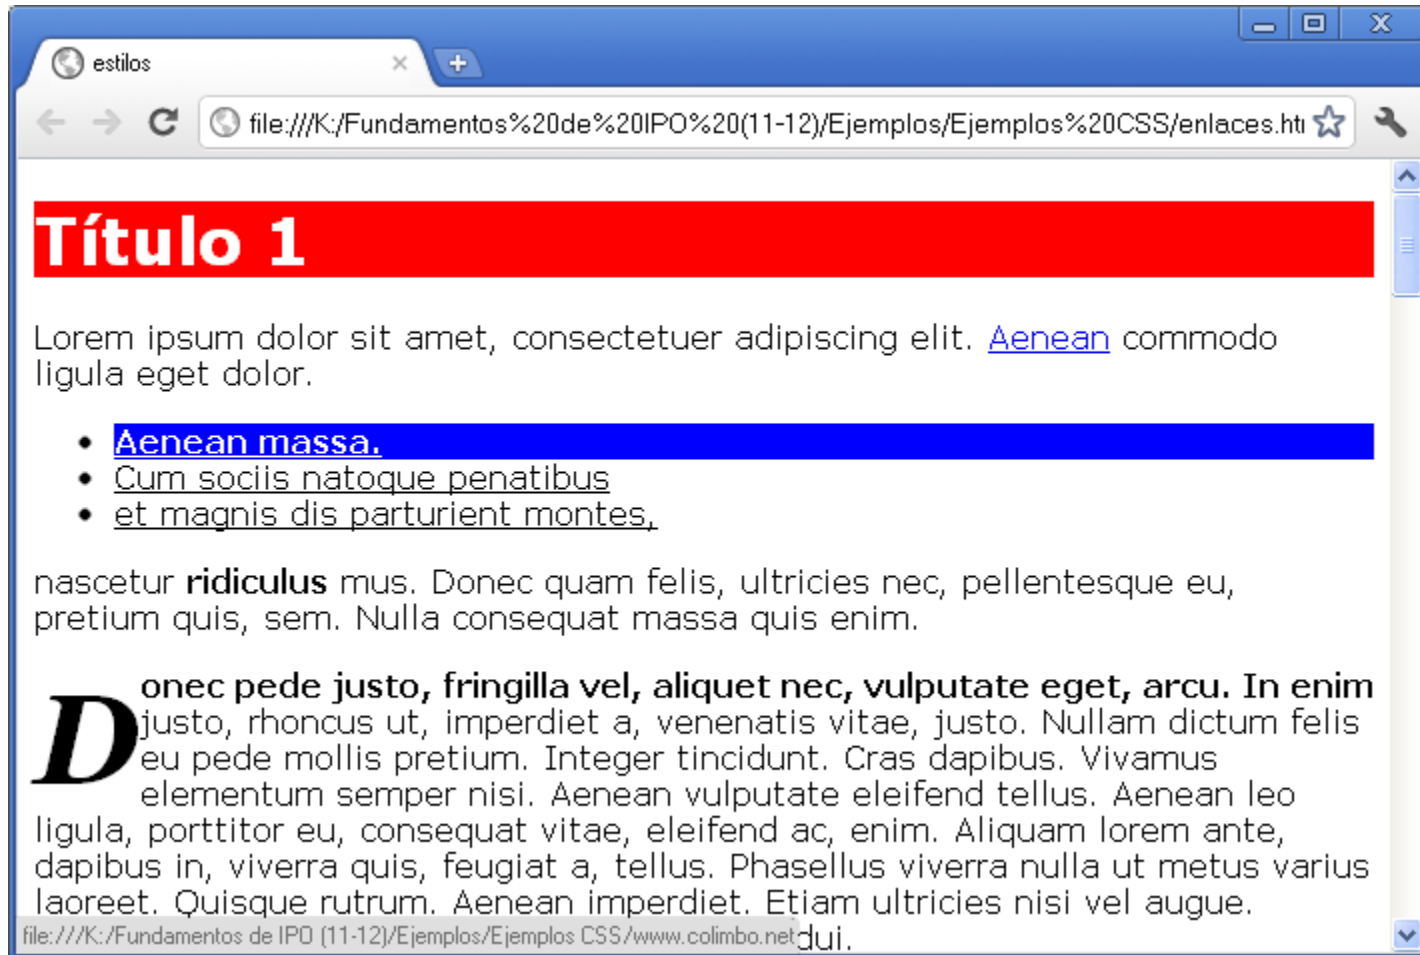 estilos
file:///K:/Fundamentos%20de%20IPO%20(11-12)/Ejemplos/Ejemplos%20CSS/enlaces.htı
Título 1
Lorem ipsum dolor sit amet, consectetuer adipiscing elit. Aenean commodo
ligula eget dolor.
• Aenean massa.
• Cum sociis natoque penatibus
• et magnis dis parturient montes,
nascetur ridiculus mus. Donec quam felis, ultricies nec, pellentesque eu,
pretium quis, sem. Nulla consequat massa quis enim.
Donec pede justo, fringilla vel, aliquet nec, vulputate eget, arcu. In enim
justo, rhoncus ut, imperdiet a, venenatis vitae, justo. Nullam dictum felis
eu pede mollis pretium. Integer tincidunt. Cras dapibus. Vivamus
elementum semper nisi. Aenean vulputate eleifend tellus. Aenean leo
ligula, porttitor eu, consequat vitae, eleifend ac, enim. Aliquam lorem ante,
dapibus in, viverra quis, feugiat a, tellus. Phasellus viverra nulla ut metus varius
laoreet. Quisque rutrum. Aenean imperdiet. Etiam ultricies nisi vel augue.
dui.
file:///K:/Fundamentos de IPO (11-12)/Ejemplos/Ejemplos CSS/www.colimbo.net